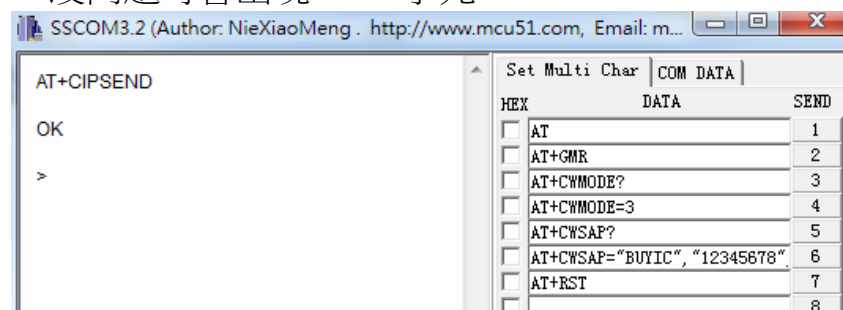 SSCOM3.2 (Author: NieXiaoMeng . http://www.mcu51.com, Email: m...
AT+CIPSEND
OK
>
Set Multi Char COM DATA
HEX DATA SEND
AT 1
AT+GMR 2
AT+CWMODE? 3
AT+CWMODE=3 4
AT+CWSAP? 5
AT+CWSAP="BUYIC", "12345678", 6
AT+RST 7
8